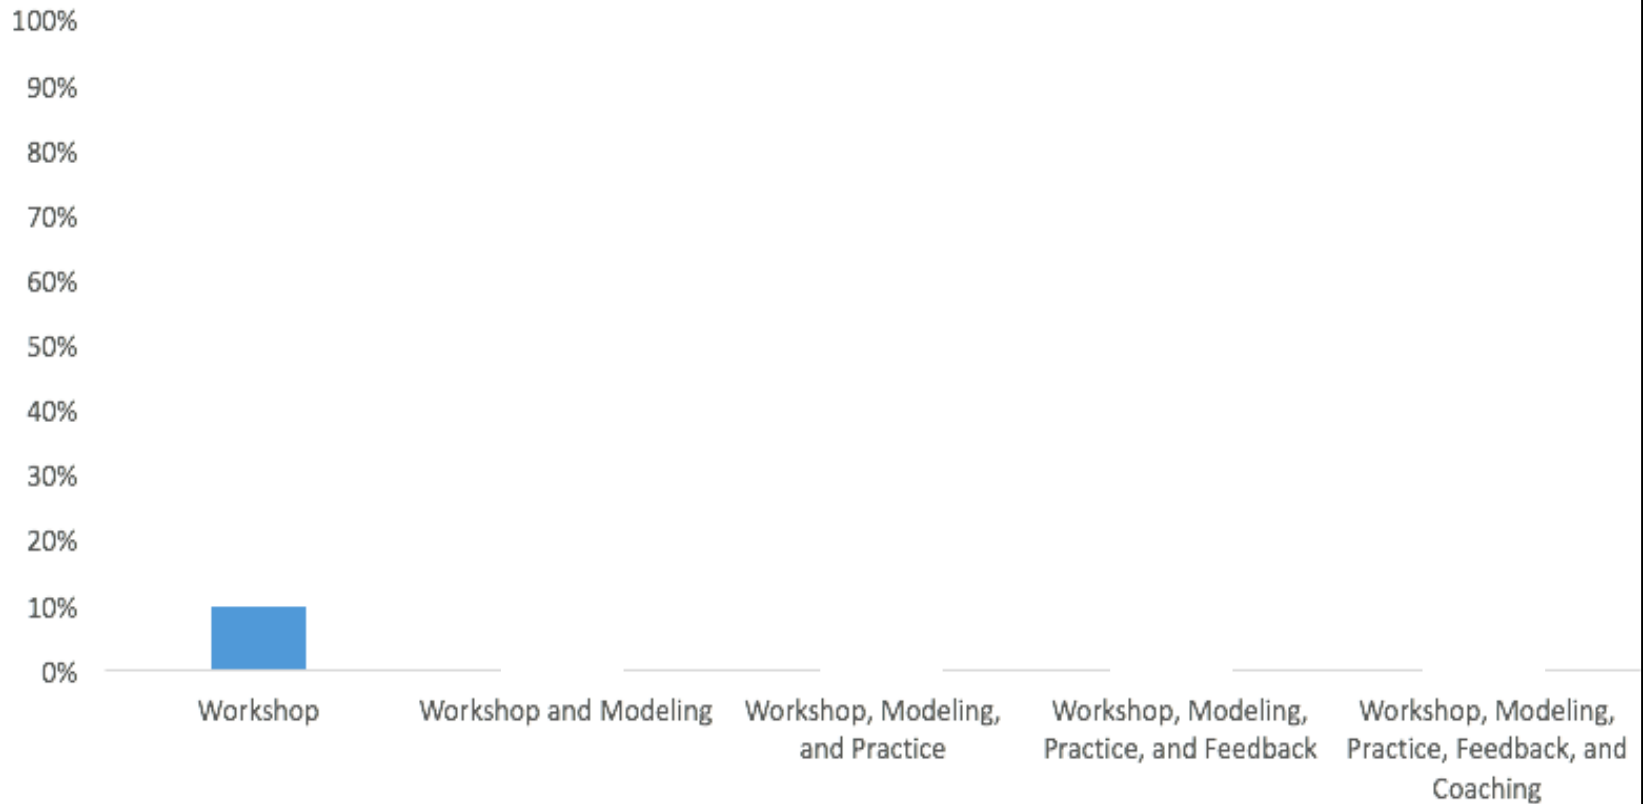 100%
90%
80%
70%
60%
50%
40%
30%
20%
10%
0%
Workshop
Workshop and Modeling
Workshop, Modeling,
and Practice
Workshop, Modeling,
Practice, and Feedback
Workshop, Modeling,
Practice, Feedback, and
Coaching